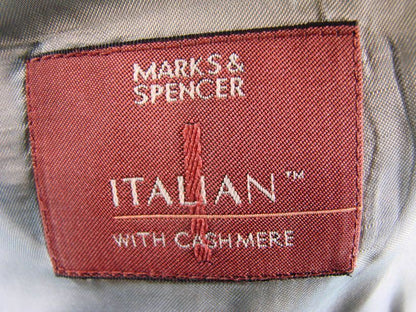 MARKS &
SPENCER
ITALIAN™
WITH CASHMERE